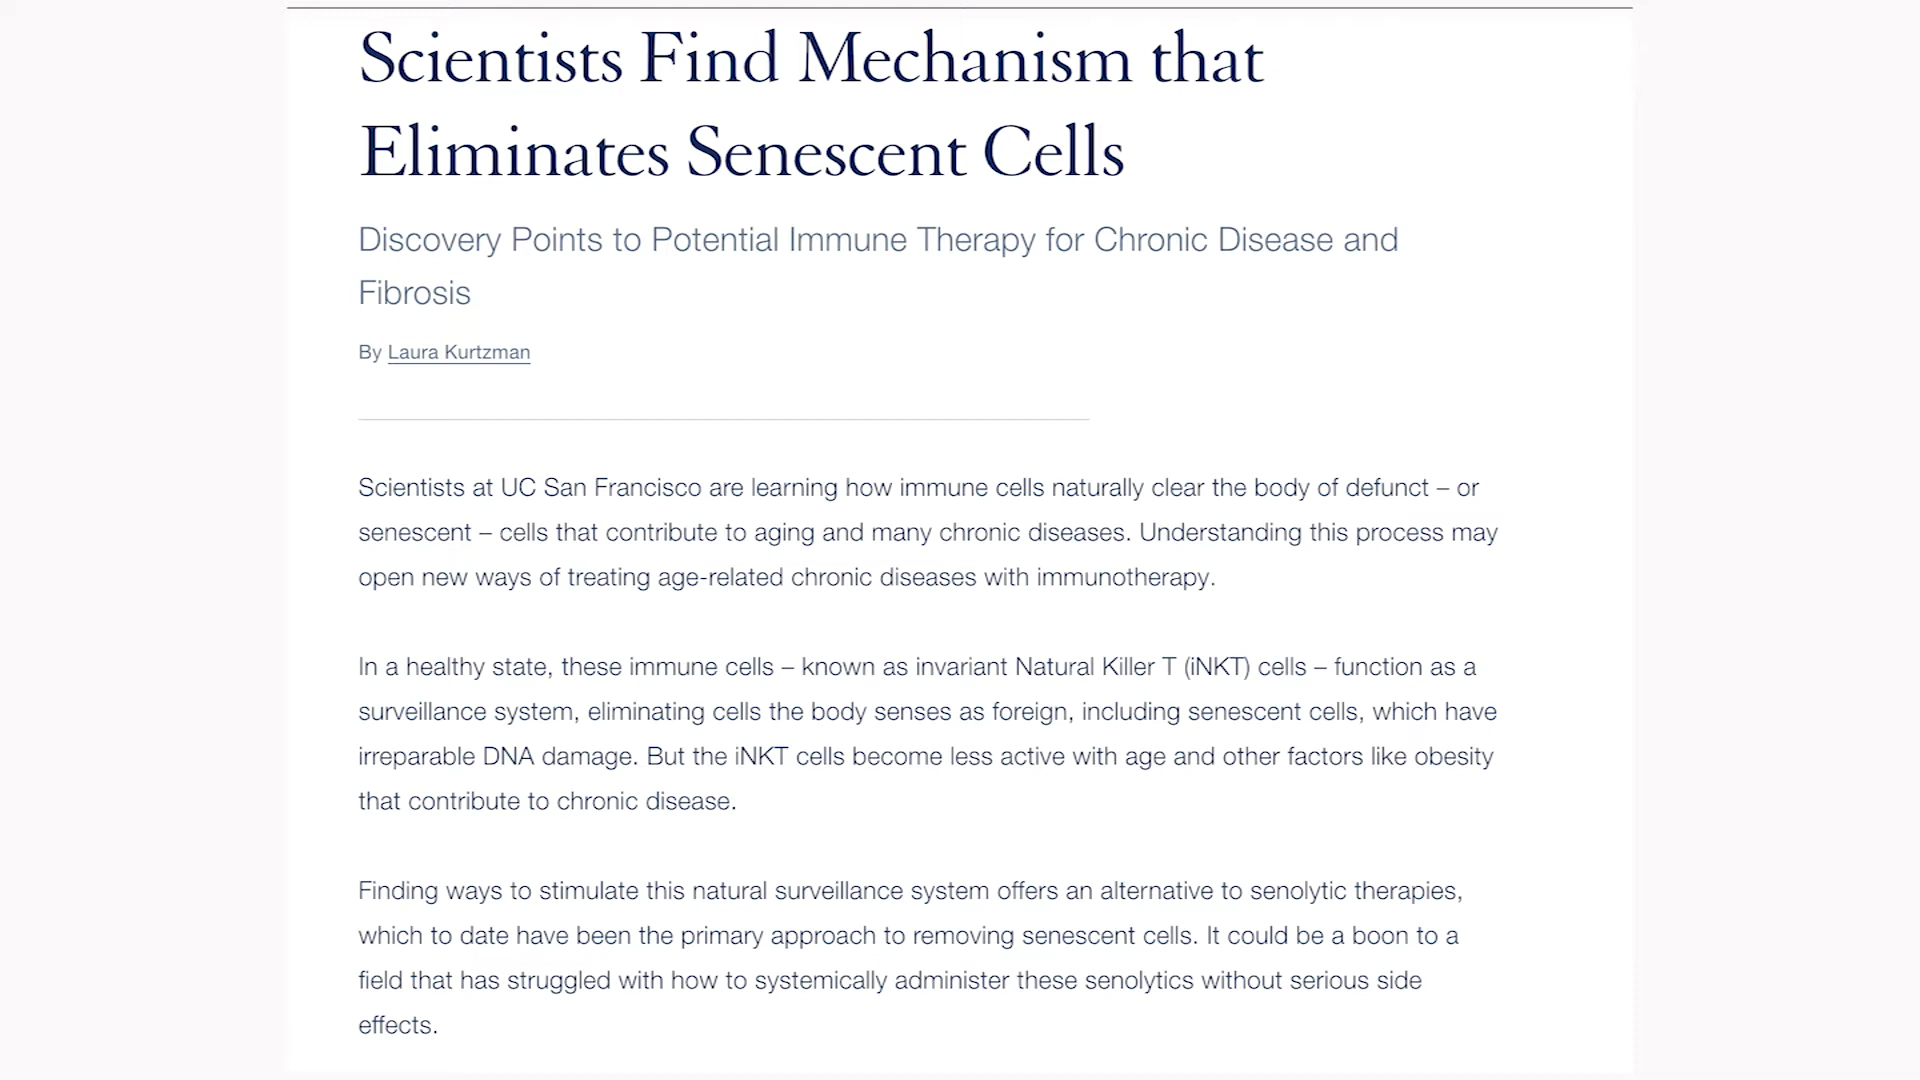 Scientists Find Mechanism that
Eliminates Senescent Cells
Discovery Points to Potential Immune Therapy for Chronic Disease and
Fibrosis
By Laura Kurtzman
Scientists at UC San Francisco are learning how immune cells naturally clear the body of defunct – or
senescent – cells that contribute to aging and many chronic diseases. Understanding this process may
open new ways of treating age-related chronic diseases with immunotherapy.
In a healthy state, these immune cells – known as invariant Natural Killer T (iNKT) cells – function as a
surveillance system, eliminating cells the body senses as foreign, including senescent cells, which have
irreparable DNA damage. But the iNKT cells become less active with age and other factors like obesity
that contribute to chronic disease.
Finding ways to stimulate this natural surveillance system offers an alternative to senolytic therapies,
which to date have been the primary approach to removing senescent cells. It could be a boon to a
field that has struggled with how to systemically administer these senolytics without serious side
effects.